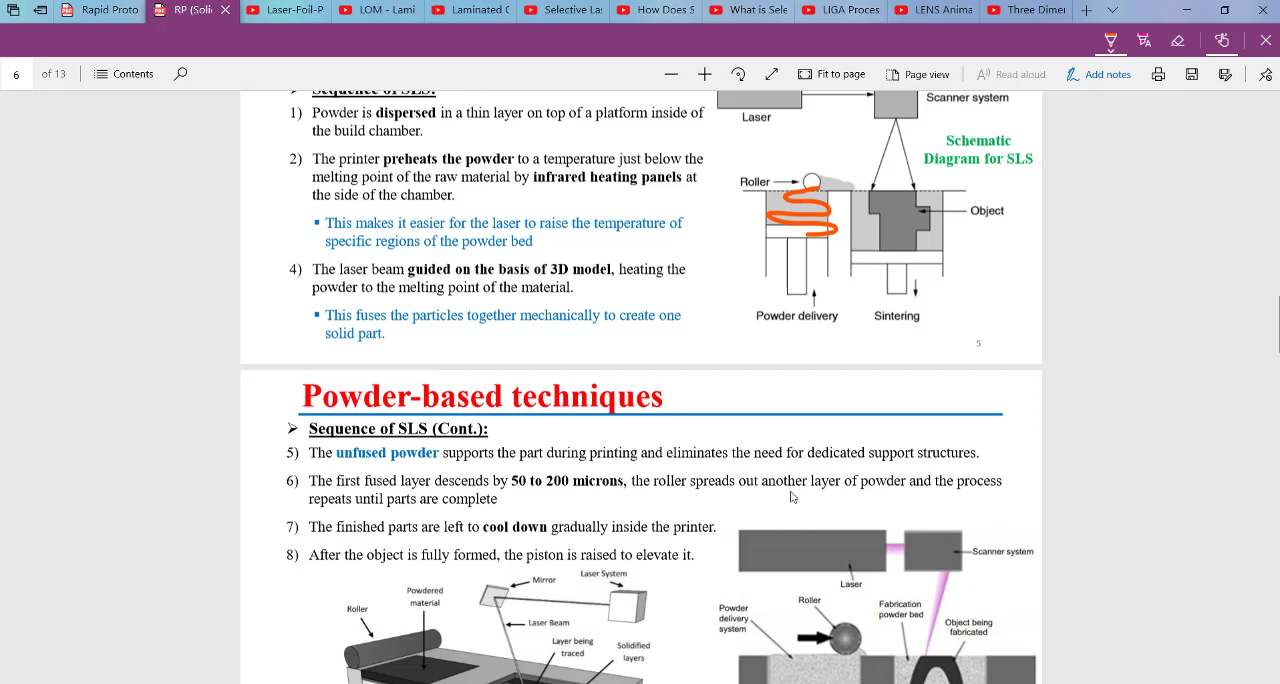 Rapid Proto
RP (Soli
Laser-Foil-P
LOM - Lami
Laminated
Selective La
How Does S
What is Sele
LIGA Proces
LENS Anima
Three Dimer
6
of 13
Contents
Fit to page
Page view
Read aloud
Add notes
Sequence of SLS:
1) Powder is dispersed in a thin layer on top of a platform inside of
the build chamber.
2) The printer preheats the powder to a temperature just below the
melting point of the raw material by infrared heating panels at
the side of the chamber.
▪ This makes it easier for the laser to raise the temperature of
specific regions of the powder bed
4) The laser beam guided on the basis of 3D model, heating the
powder to the melting point of the material.
▪ This fuses the particles together mechanically to create one
solid part.
Laser
Scanner system
Schematic
Diagram for SLS
Roller
Object
Powder delivery
Sintering
5
Powder-based techniques
➢ Sequence of SLS (Cont.):
5) The unfused powder supports the part during printing and eliminates the need for dedicated support structures.
6) The first fused layer descends by 50 to 200 microns, the roller spreads out another layer of powder and the process
repeats until parts are complete
7) The finished parts are left to cool down gradually inside the printer.
8) After the object is fully formed, the piston is raised to elevate it.
Roller
Powdered
material
Mirror
Laser System
Laser Beam
Layer being
traced
Solidified
layers
Scanner system
Laser
Powder
delivery
system
Roller
Fabrication
powder bed
Object being
fabricated